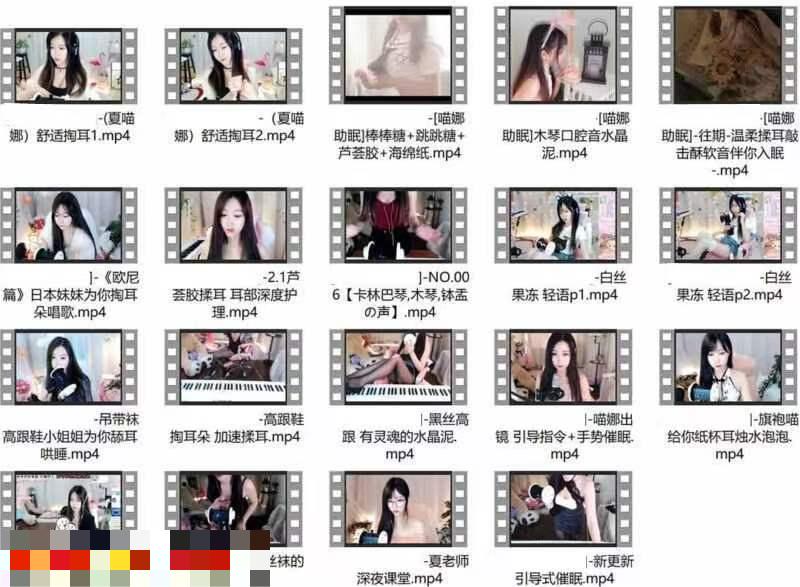 -(夏喵
娜）舒适掏耳1.mp4
-（夏喵
娜）舒适掏耳2.mp4
-[喵娜
助眠]棒棒糖+跳跳糖+
芦荟胶+海绵纸.mp4
·[喵娜
助眠]木琴口腔音水晶
泥.mp4
·[喵娜
助眠]-往期-温柔揉耳敲
击酥软音伴你入眠
-.mp4
]-《欧尼
篇》日本妹妹为你掏耳
朵唱歌.mp4
-2.1芦
荟胶揉耳 耳部深度护
理.mp4
]-NO.00
6【卡林巴琴,木琴,钵盂
の声】.mp4
-白丝
果冻 轻语p1.mp4
-白丝
果冻 轻语p2.mp4
-吊带袜
高跟鞋小姐姐为你舔耳
哄睡.mp4
-高跟鞋
掏耳朵 加速揉耳.mp4
|-黑丝高
跟 有灵魂的水晶泥.
mp4
|-喵娜出
镜 引导指令+手势催眠.
mp4
|-旗袍喵
给你纸杯耳烛水泡泡.
mp4
丝袜的
-夏老师
深夜课堂.mp4
-新更新
引导式催眠.mp4